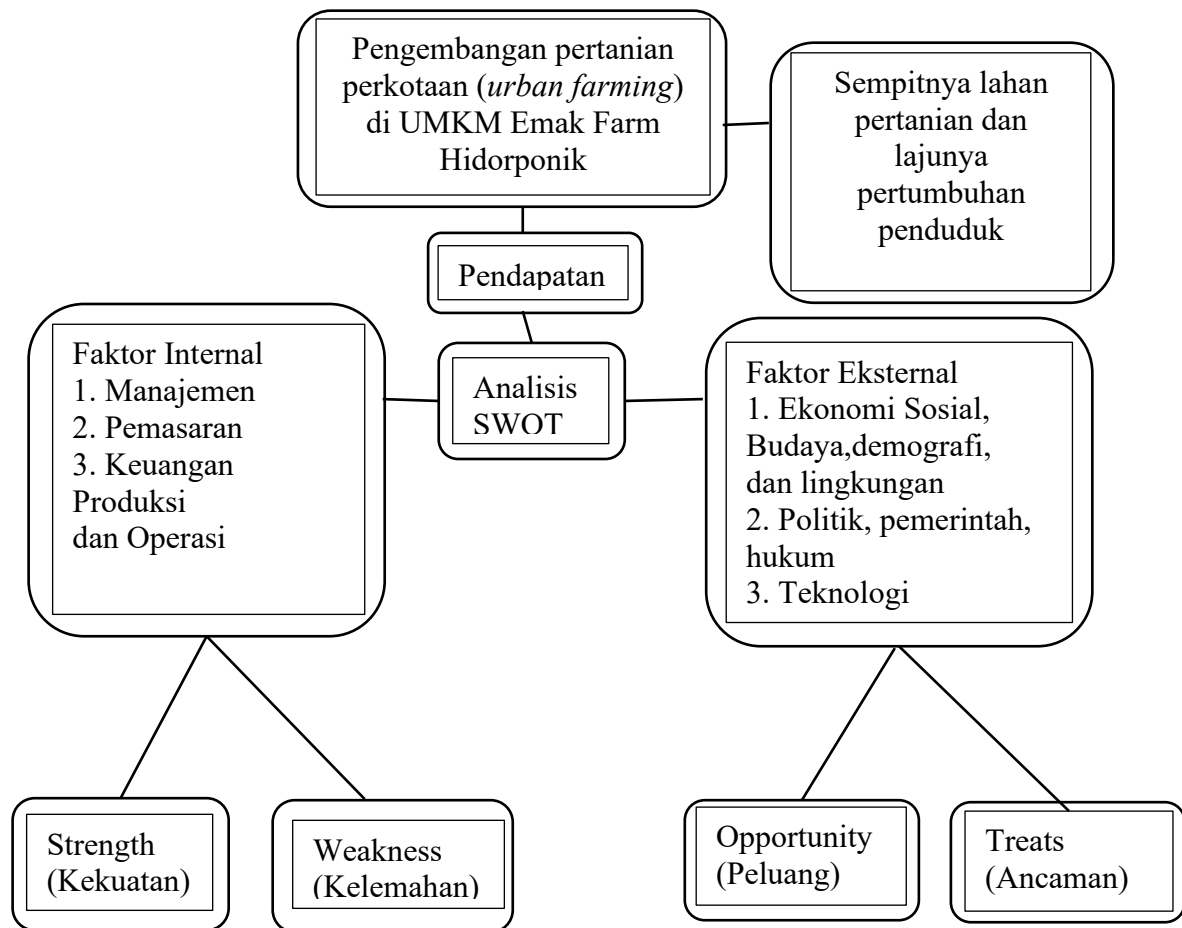 Pengembangan pertanian
perkotaan (urban farming)
di UMKM Emak Farm
Hidorponik
Sempitnya lahan
pertanian dan
lajunya
pertumbuhan
penduduk
Pendapatan
Faktor Internal
1. Manajemen
2. Pemasaran
3. Keuangan
Produksi
dan Operasi
Analisis
SWOT
Faktor Eksternal
1. Ekonomi Sosial,
Budaya,demografi,
dan lingkungan
2. Politik, pemerintah,
hukum
3. Teknologi
Strength
(Kekuatan)
Weakness
(Kelemahan)
Opportunity
(Peluang)
Treats
(Ancaman)